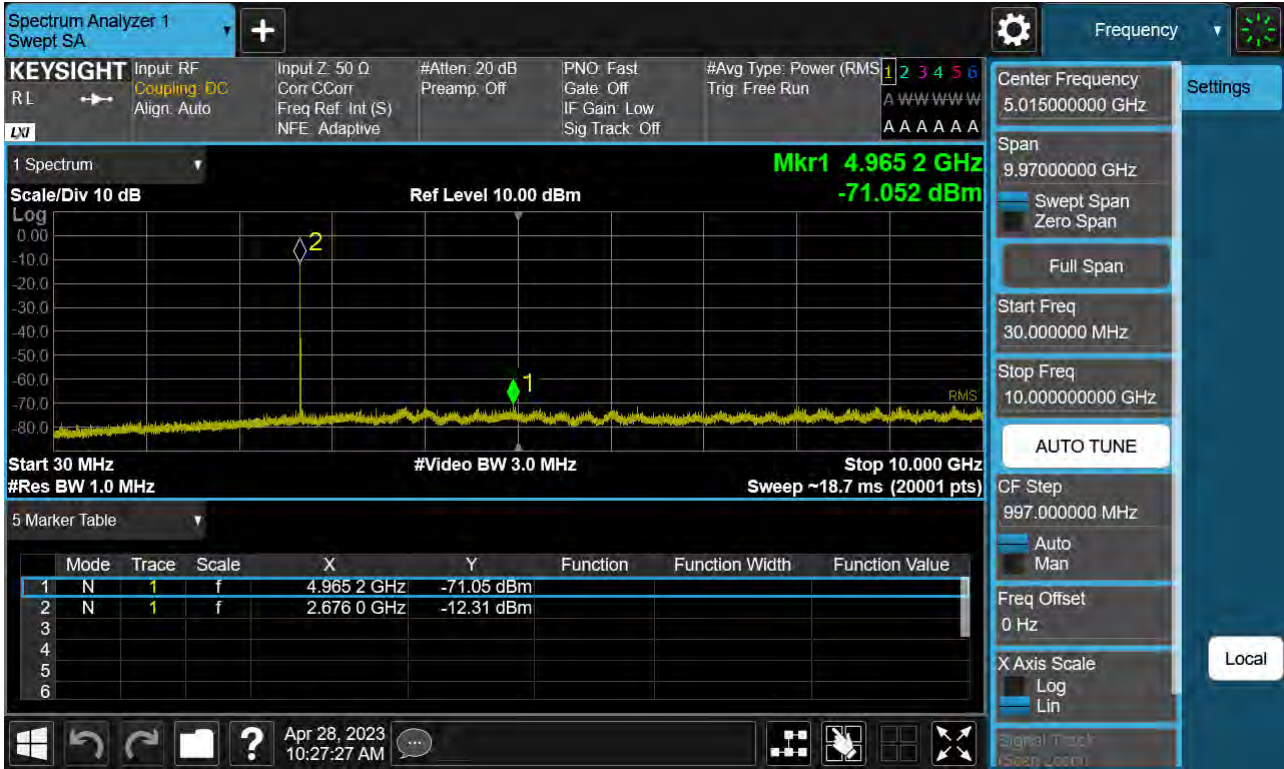 Spectrum Analyzer 1
Swept SA
+
Frequency
KEYSIGHT
R L
LXI
Input: RF
Coupling: DC
Align: Auto
Input Z: 50 Ω
Corr CCorr
Freq Ref: Int (S)
NFE: Adaptive
#Atten: 20 dB
Preamp: Off
PNO: Fast
Gate: Off
IF Gain: Low
Sig Track: Off
#Avg Type: Power (RMS
Trig: Free Run
1 2 3 4 5 6
A W W W W W
A A A A A A
1 Spectrum
Mkr1 4.965 2 GHz
Scale/Div 10 dB
Ref Level 10.00 dBm
-71.052 dBm
Log
0.00
-10.0
-20.0
-30.0
-40.0
-50.0
-60.0
-70.0
-80.0
2
1
RMS
Start 30 MHz
#Video BW 3.0 MHz
Stop 10.000 GHz
#Res BW 1.0 MHz
Sweep ~18.7 ms (20001 pts)
5 Marker Table
Mode Trace Scale X Y Function Function Width Function Value
1 N 1 f 4.965 2 GHz -71.05 dBm
2 N 1 f 2.676 0 GHz -12.31 dBm
3
4
5
6
Apr 28, 2023
10:27:27 AM
?
Center Frequency
5.015000000 GHz
Settings
Span
9.97000000 GHz
Swept Span
Zero Span
Full Span
Start Freq
30.000000 MHz
Stop Freq
10.000000000 GHz
AUTO TUNE
CF Step
997.000000 MHz
Auto
Man
Freq Offset
0 Hz
X Axis Scale
Log
Lin
Local
Signal Track
(Span Zoom)